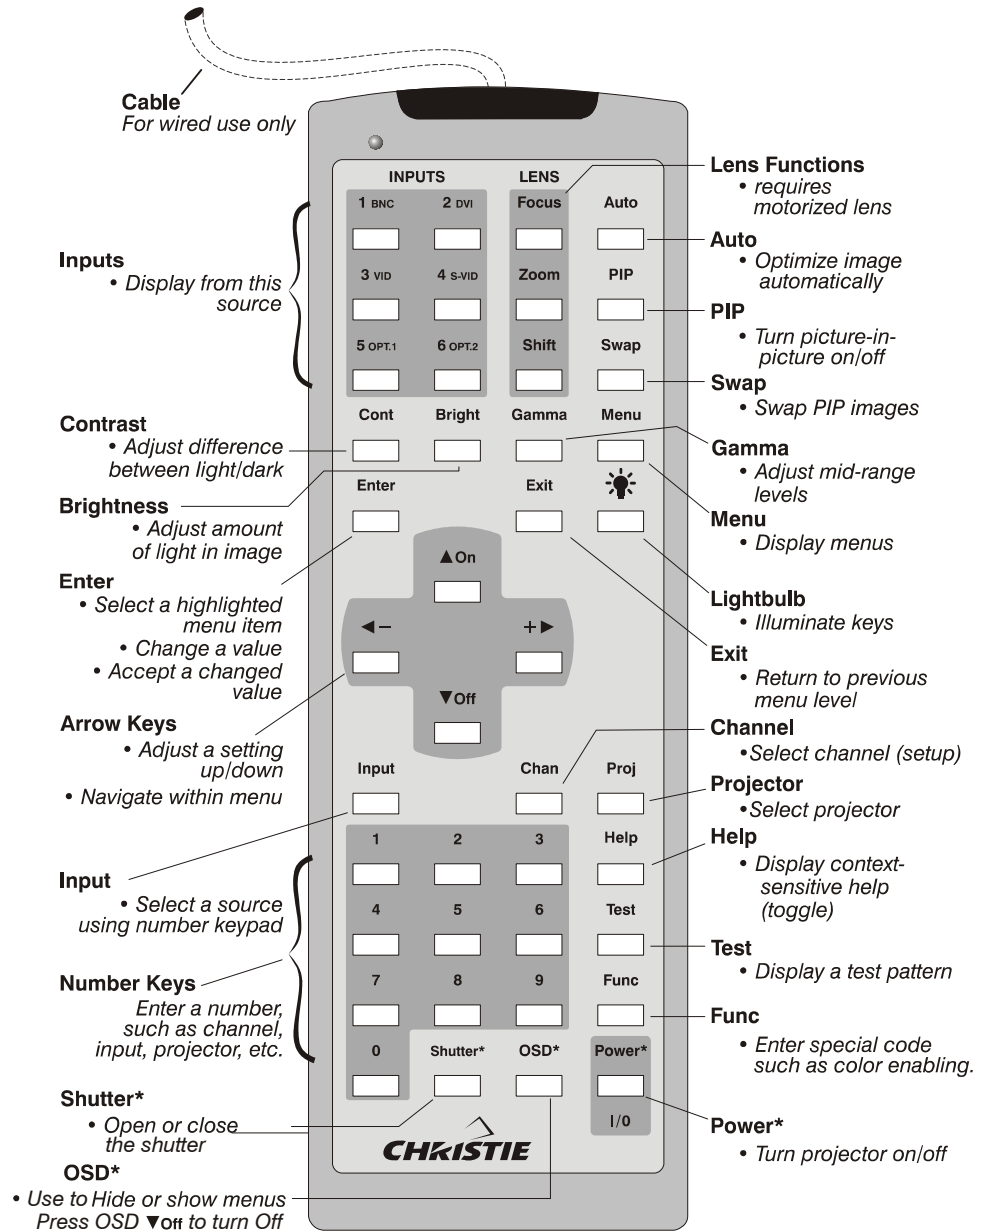 Cable
For wired use only
INPUTS LENS
1 BNC 2 DVI Focus Auto
3 VID 4 S-VID Zoom PIP
5 OPT.1 6 OPT.2 Shift Swap
Cont Bright Gamma Menu
Enter Exit
▲On
◄– +►
▼Off
Input Chan Proj
1 2 3 Help
4 5 6 Test
7 8 9 Func
0 Shutter* OSD* Power*
I/0
CHRISTIE
Inputs
• Display from this
source
Contrast
• Adjust difference
between light/dark
Brightness
• Adjust amount
of light in image
Enter
• Select a highlighted
menu item
• Change a value
• Accept a changed
value
Arrow Keys
• Adjust a setting
up/down
• Navigate within menu
Input
• Select a source
using number keypad
Number Keys
Enter a number,
such as channel,
input, projector, etc.
Shutter*
• Open or close
the shutter
OSD*
• Use to Hide or show menus
Press OSD ▼Off to turn Off
Lens Functions
• requires
motorized lens
Auto
• Optimize image
automatically
PIP
• Turn picture-in-
picture on/off
Swap
• Swap PIP images
Gamma
• Adjust mid-range
levels
Menu
• Display menus
Lightbulb
• Illuminate keys
Exit
• Return to previous
menu level
Channel
•Select channel (setup)
Projector
•Select projector
Help
• Display context-
sensitive help
(toggle)
Test
• Display a test pattern
Func
• Enter special code
such as color enabling.
Power*
• Turn projector on/off